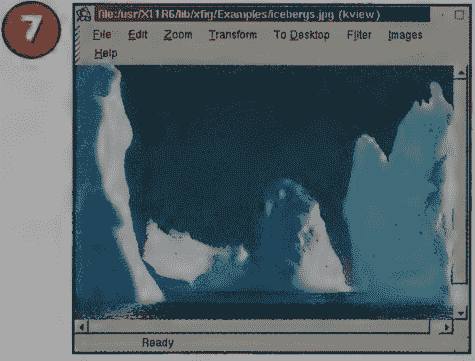 7
file:/usr/X11R6/lib/xfig/Examples/icebergs.jpg (kview)
File Edit Zoom Transform To Desktop Filter Images
Help
Ready